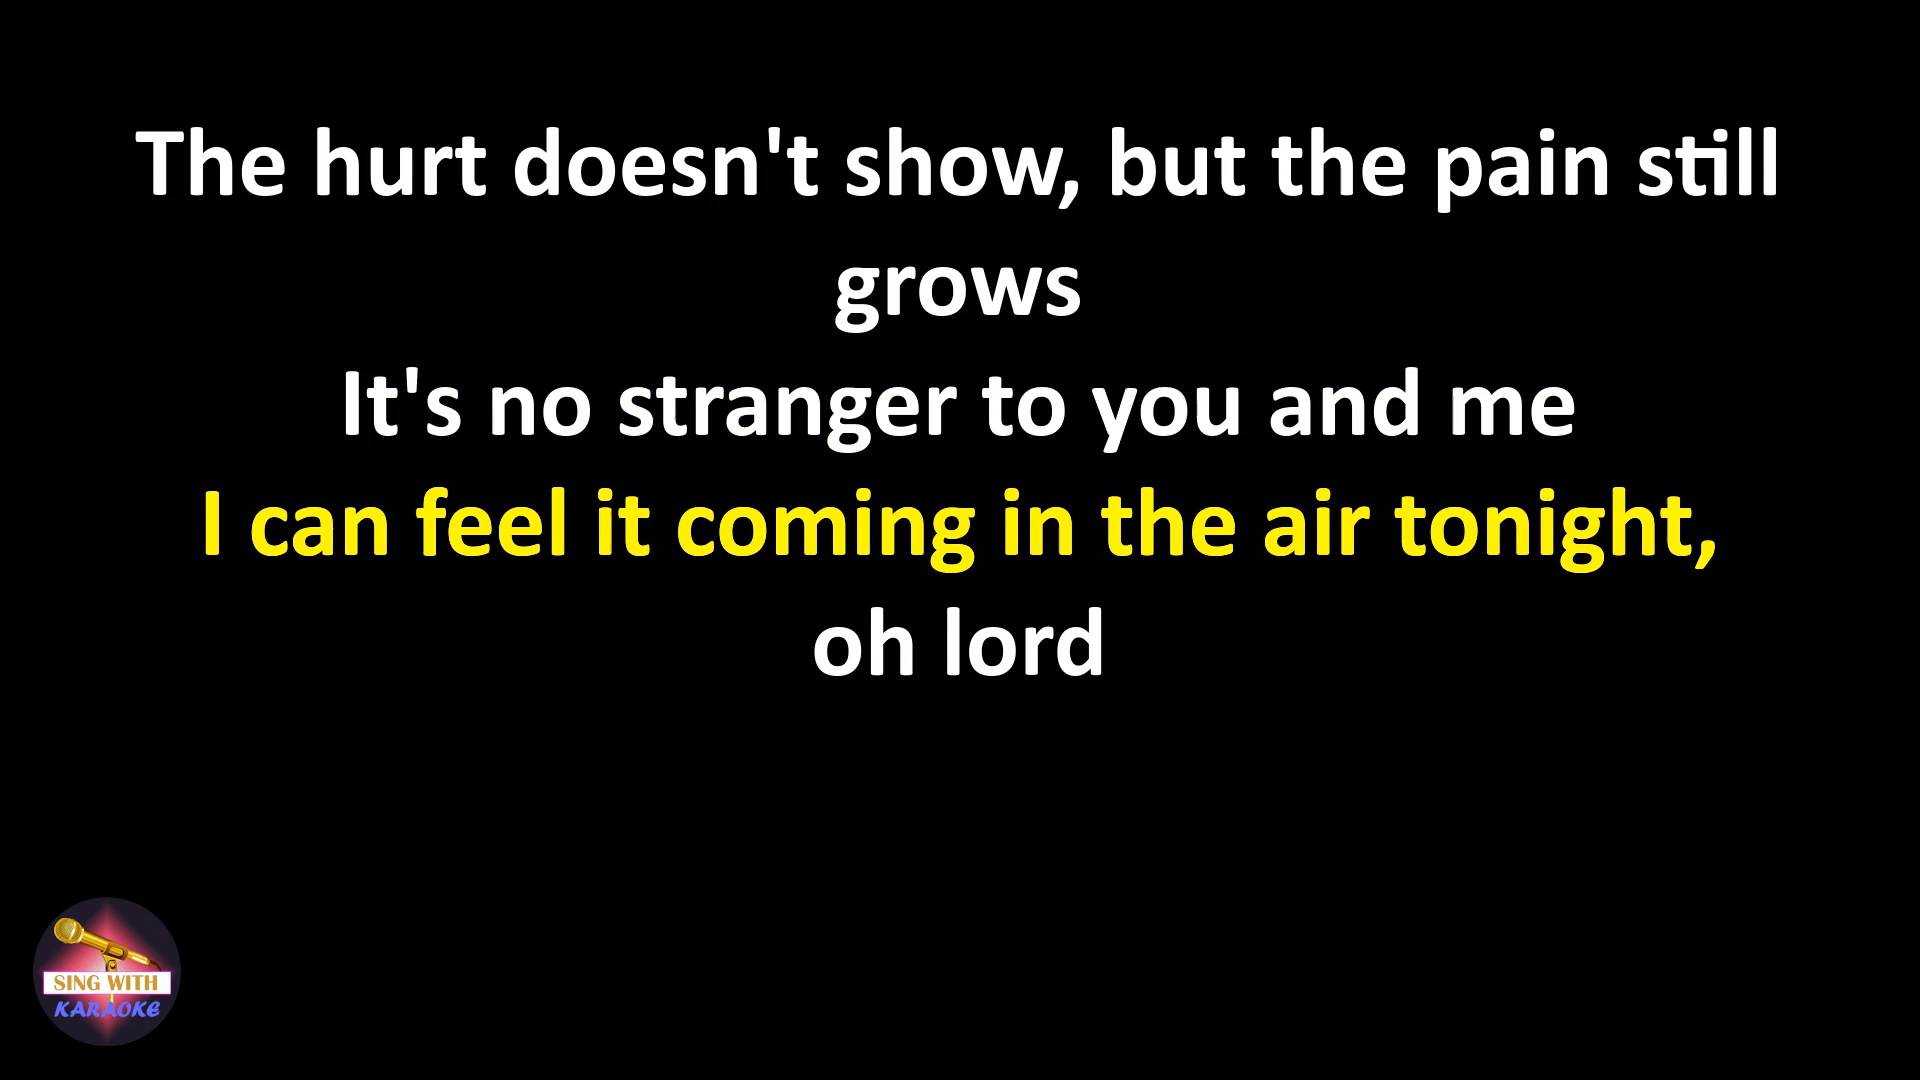 The hurt doesn't show, but the pain still
grows
It's no stranger to you and me
I can feel it coming in the air tonight,
oh lord
SING WITH
KARAOKE